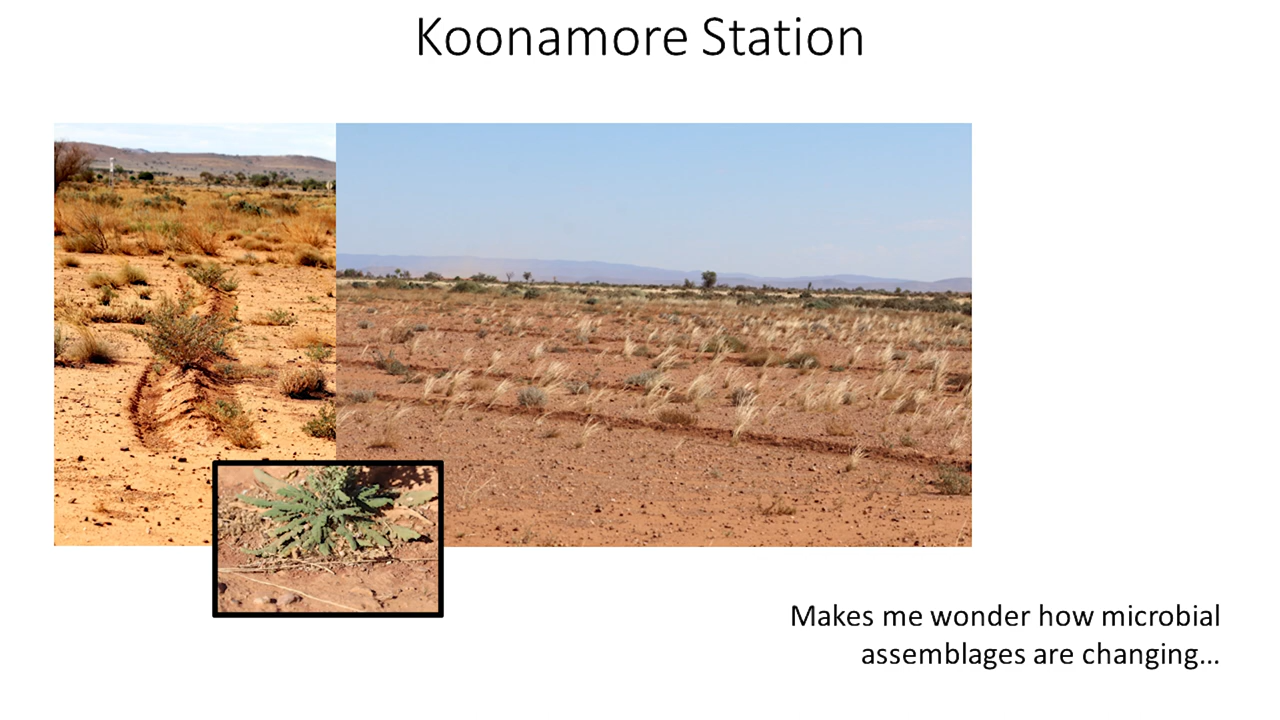 Koonamore Station
Makes me wonder how microbial
assemblages are changing...